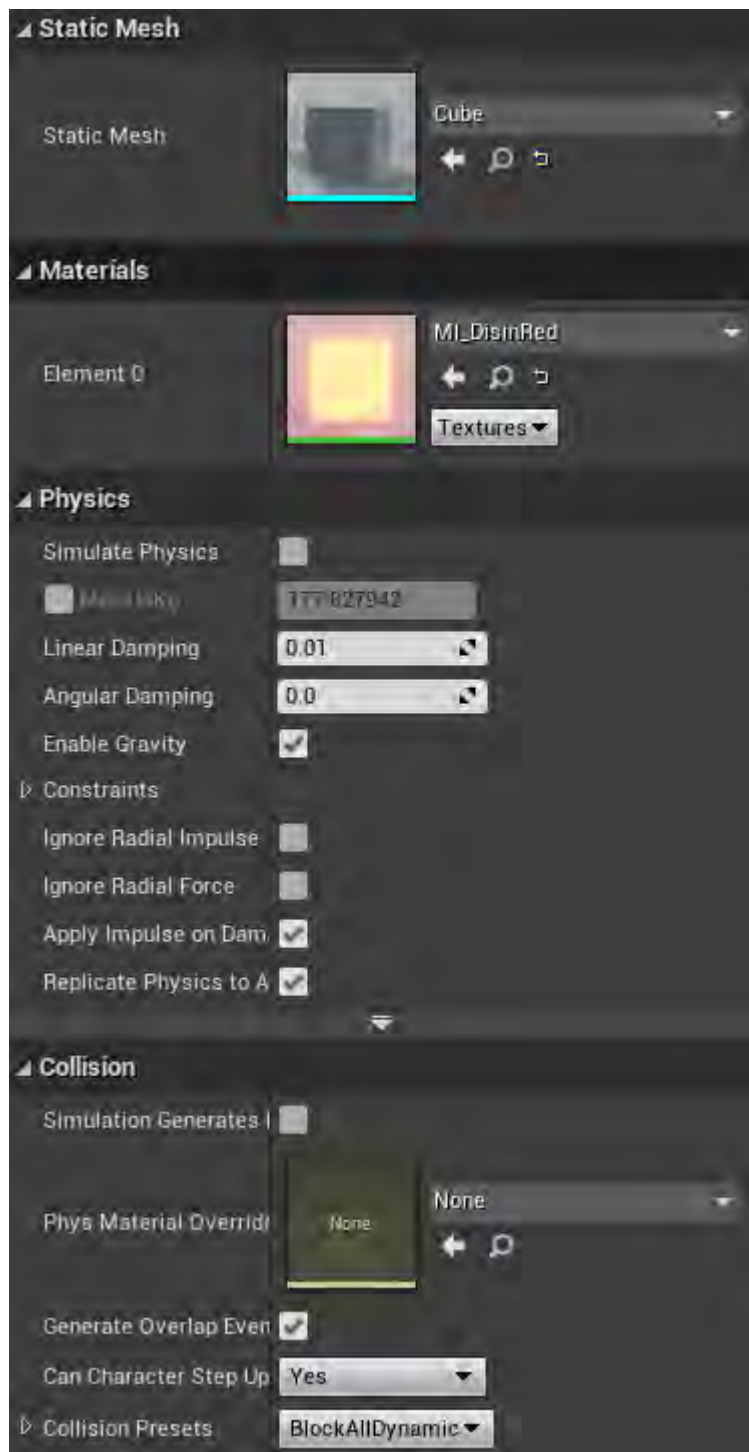 Static Mesh
Static Mesh
Cube
Materials
Element 0
MI_DisinRed
Textures
Physics
Simulate Physics
177.827942
Linear Damping
0.01
Angular Damping
0.0
Enable Gravity
Constraints
Ignore Radial Impulse
Ignore Radial Force
Apply Impulse on Dam
Replicate Physics to A
Collision
Simulation Generates
Phys Material Overrid
None
None
Generate Overlap Even
Can Character Step Up
Yes
Collision Presets
BlockAllDynamic